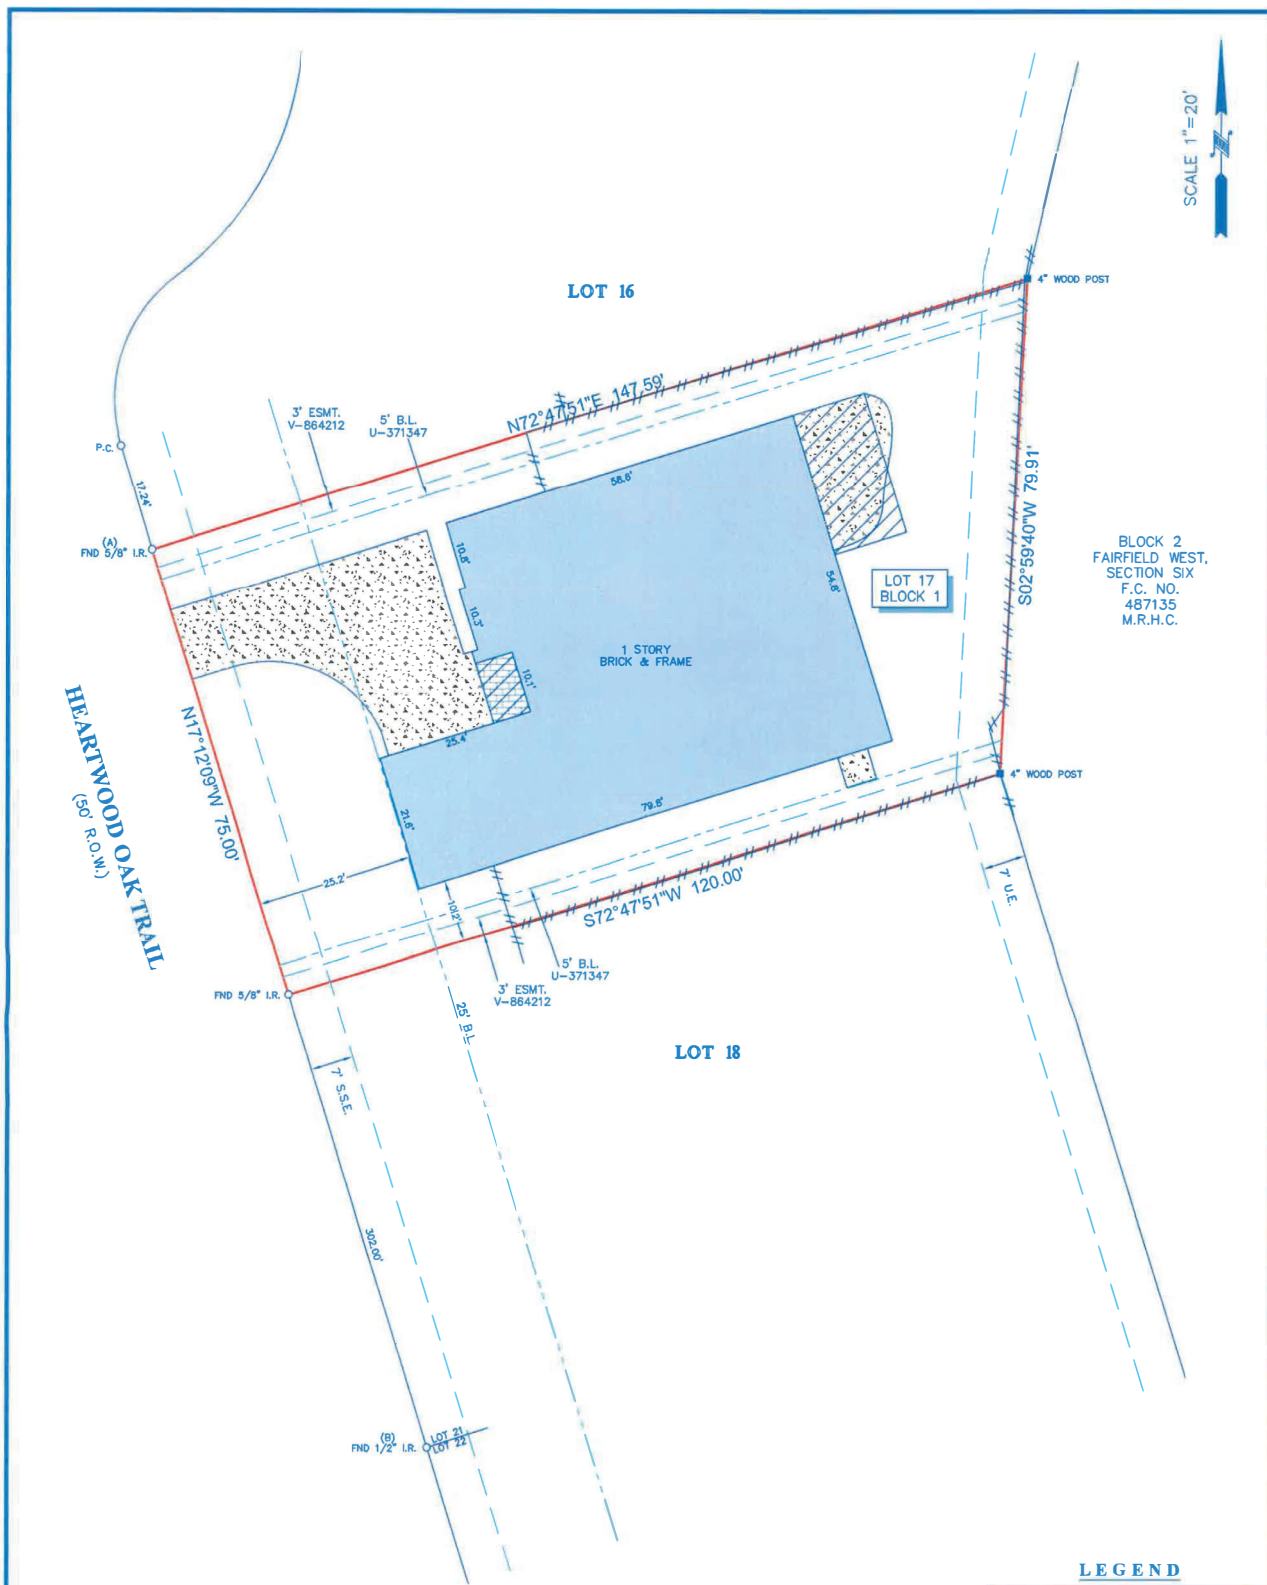 SCALE 1"=20'
LOT 16
4" WOOD POST
N72°47'51"E 147.59'
3' ESMT.
V-864212
5' B.L.
U-371347
P.C.
17.24'
(A)
FND 5/8" I.R.
58.6'
10.8'
10.3'
10.1'
54.8'
S02°59'40"W 79.91'
LOT 17
BLOCK 1
BLOCK 2
FAIRFIELD WEST,
SECTION SIX
F.C. NO.
487135
M.R.H.C.
1 STORY
BRICK & FRAME
HEARTWOOD OAK TRAIL
(50' R.O.W.)
N17°12'09"W 75.00'
25.4'
21.6'
79.8'
25.2'
10.2'
4" WOOD POST
S72°47'51"W 120.00'
7' U.E.
5' B.L.
U-371347
3' ESMT.
V-864212
FND 5/8" I.R.
25' B.L.
LOT 18
7' S.S.E.
302.00'
(B)
FND 1/2" I.R.
LOT 21
LOT 22
LEGEND